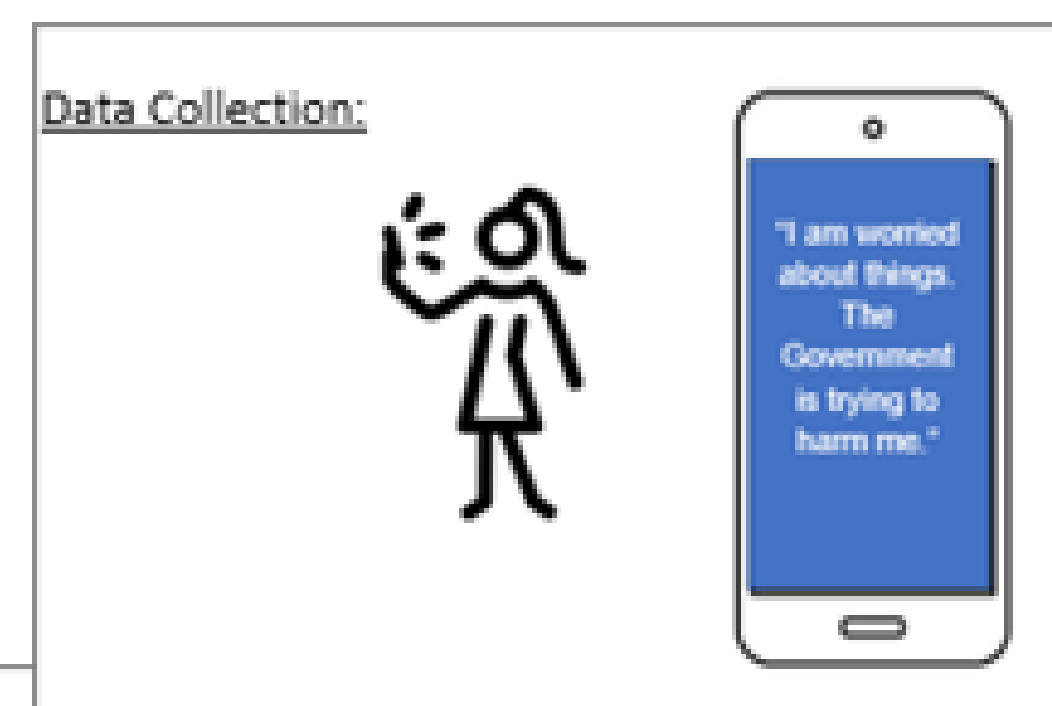 Data Collection:
"I am worried
about things.
The
Government
is trying to
harm me."